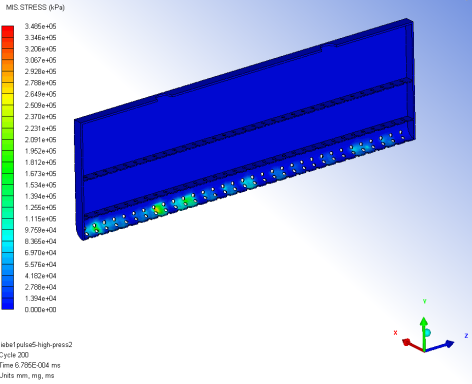 MIS.STRESS (kPa)
3.485e+05
3.346e+05
3.206e+05
3.067e+05
2.928e+05
2.788e+05
2.649e+05
2.509e+05
2.370e+05
2.231e+05
2.091e+05
1.952e+05
1.812e+05
1.673e+05
1.534e+05
1.394e+05
1.255e+05
1.115e+05
9.759e+04
8.365e+04
6.970e+04
5.576e+04
4.182e+04
2.788e+04
1.394e+04
0.000e+00
Y
X
Z
iebe1pulse5-high-press2
Cycle 200
Time 6.785E-004 ms
Units mm, mg, ms